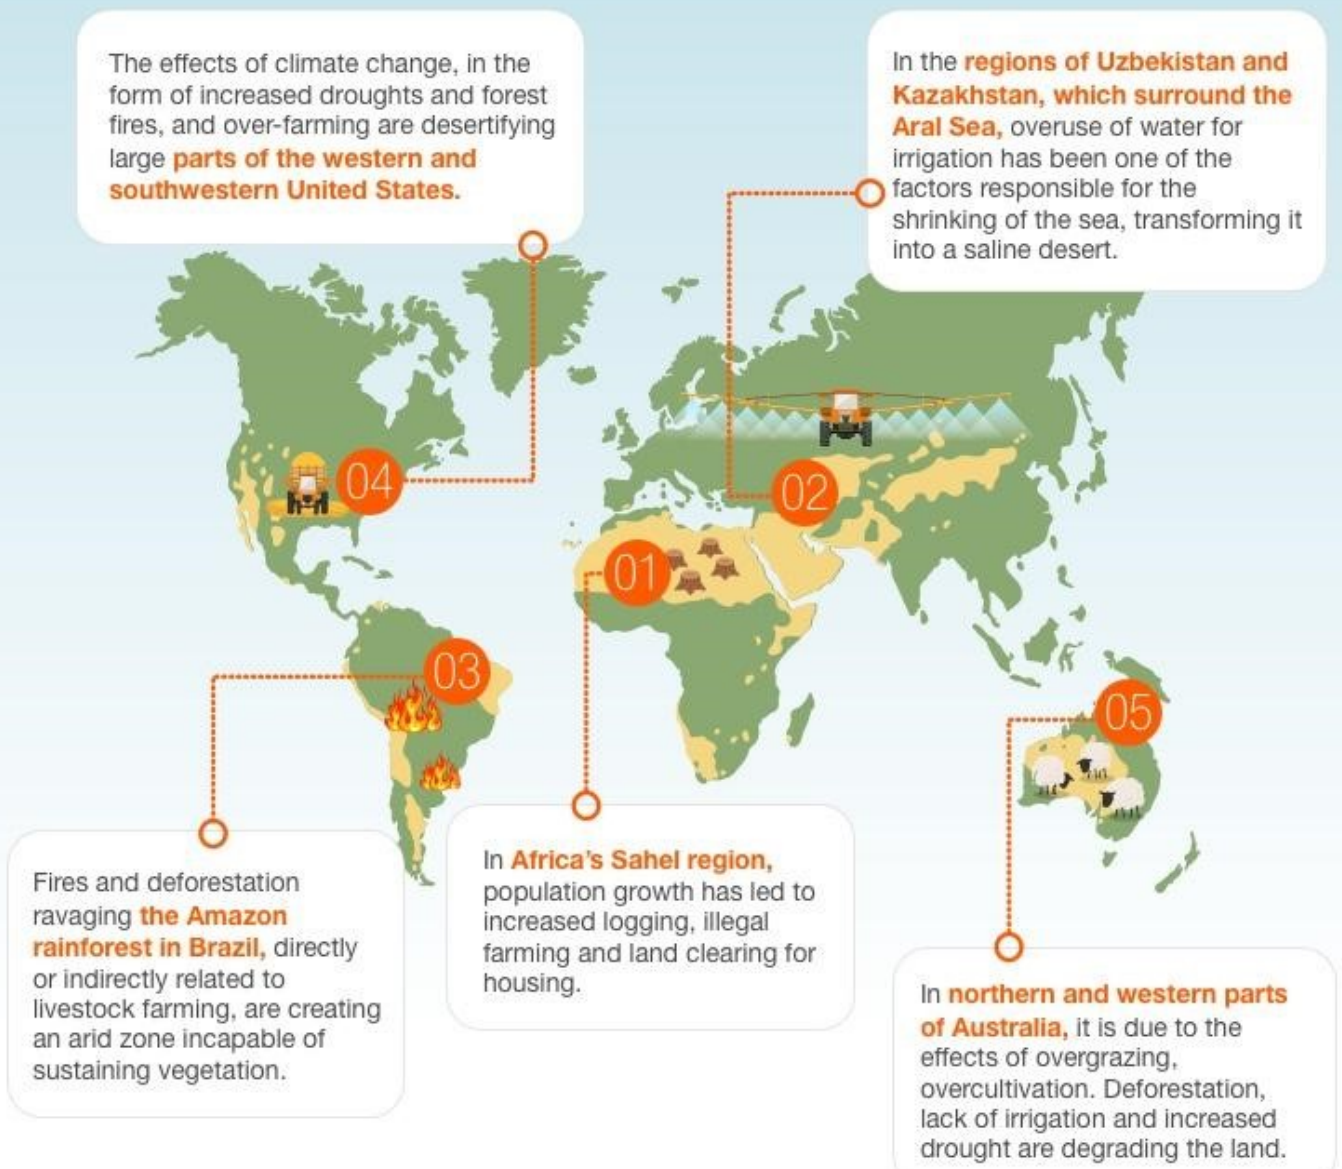 The effects of climate change, in the
form of increased droughts and forest
fires, and over-farming are desertifying
large parts of the western and
southwestern United States.
In the regions of Uzbekistan and
Kazakhstan, which surround the
Aral Sea, overuse of water for
irrigation has been one of the
factors responsible for the
shrinking of the sea, transforming it
into a saline desert.
04
02
01
03
05
Fires and deforestation
ravaging the Amazon
rainforest in Brazil, directly
or indirectly related to
livestock farming, are creating
an arid zone incapable of
sustaining vegetation.
In Africa's Sahel region,
population growth has led to
increased logging, illegal
farming and land clearing for
housing.
In northern and western parts
of Australia, it is due to the
effects of overgrazing,
overcultivation. Deforestation,
lack of irrigation and increased
drought are degrading the land.